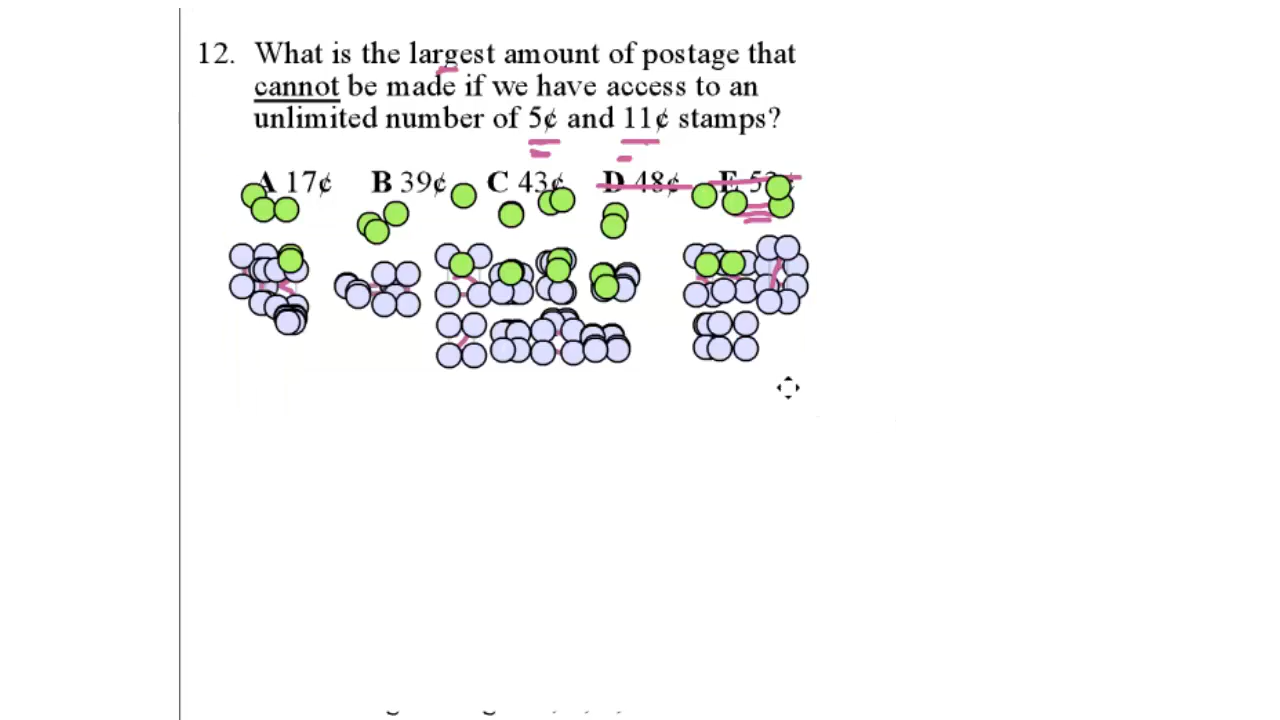 12. What is the largest amount of postage that
cannot be made if we have access to an
unlimited number of 5¢ and 11¢ stamps?
A 17¢ B 39¢ C 43¢ D 48¢ E